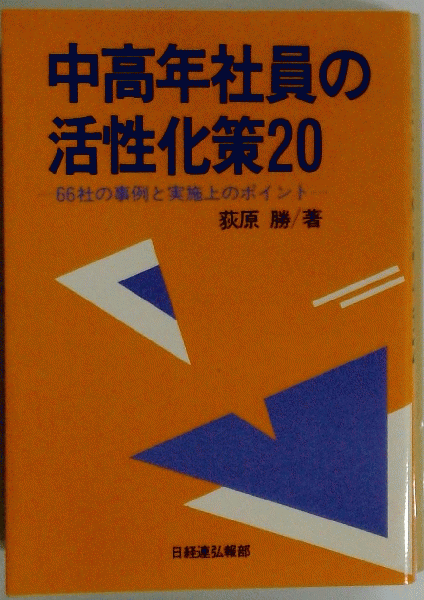 中高年社員の
活性化策20
—66社の事例と実施上のポイント—
荻原 勝/著
日経連弘報部